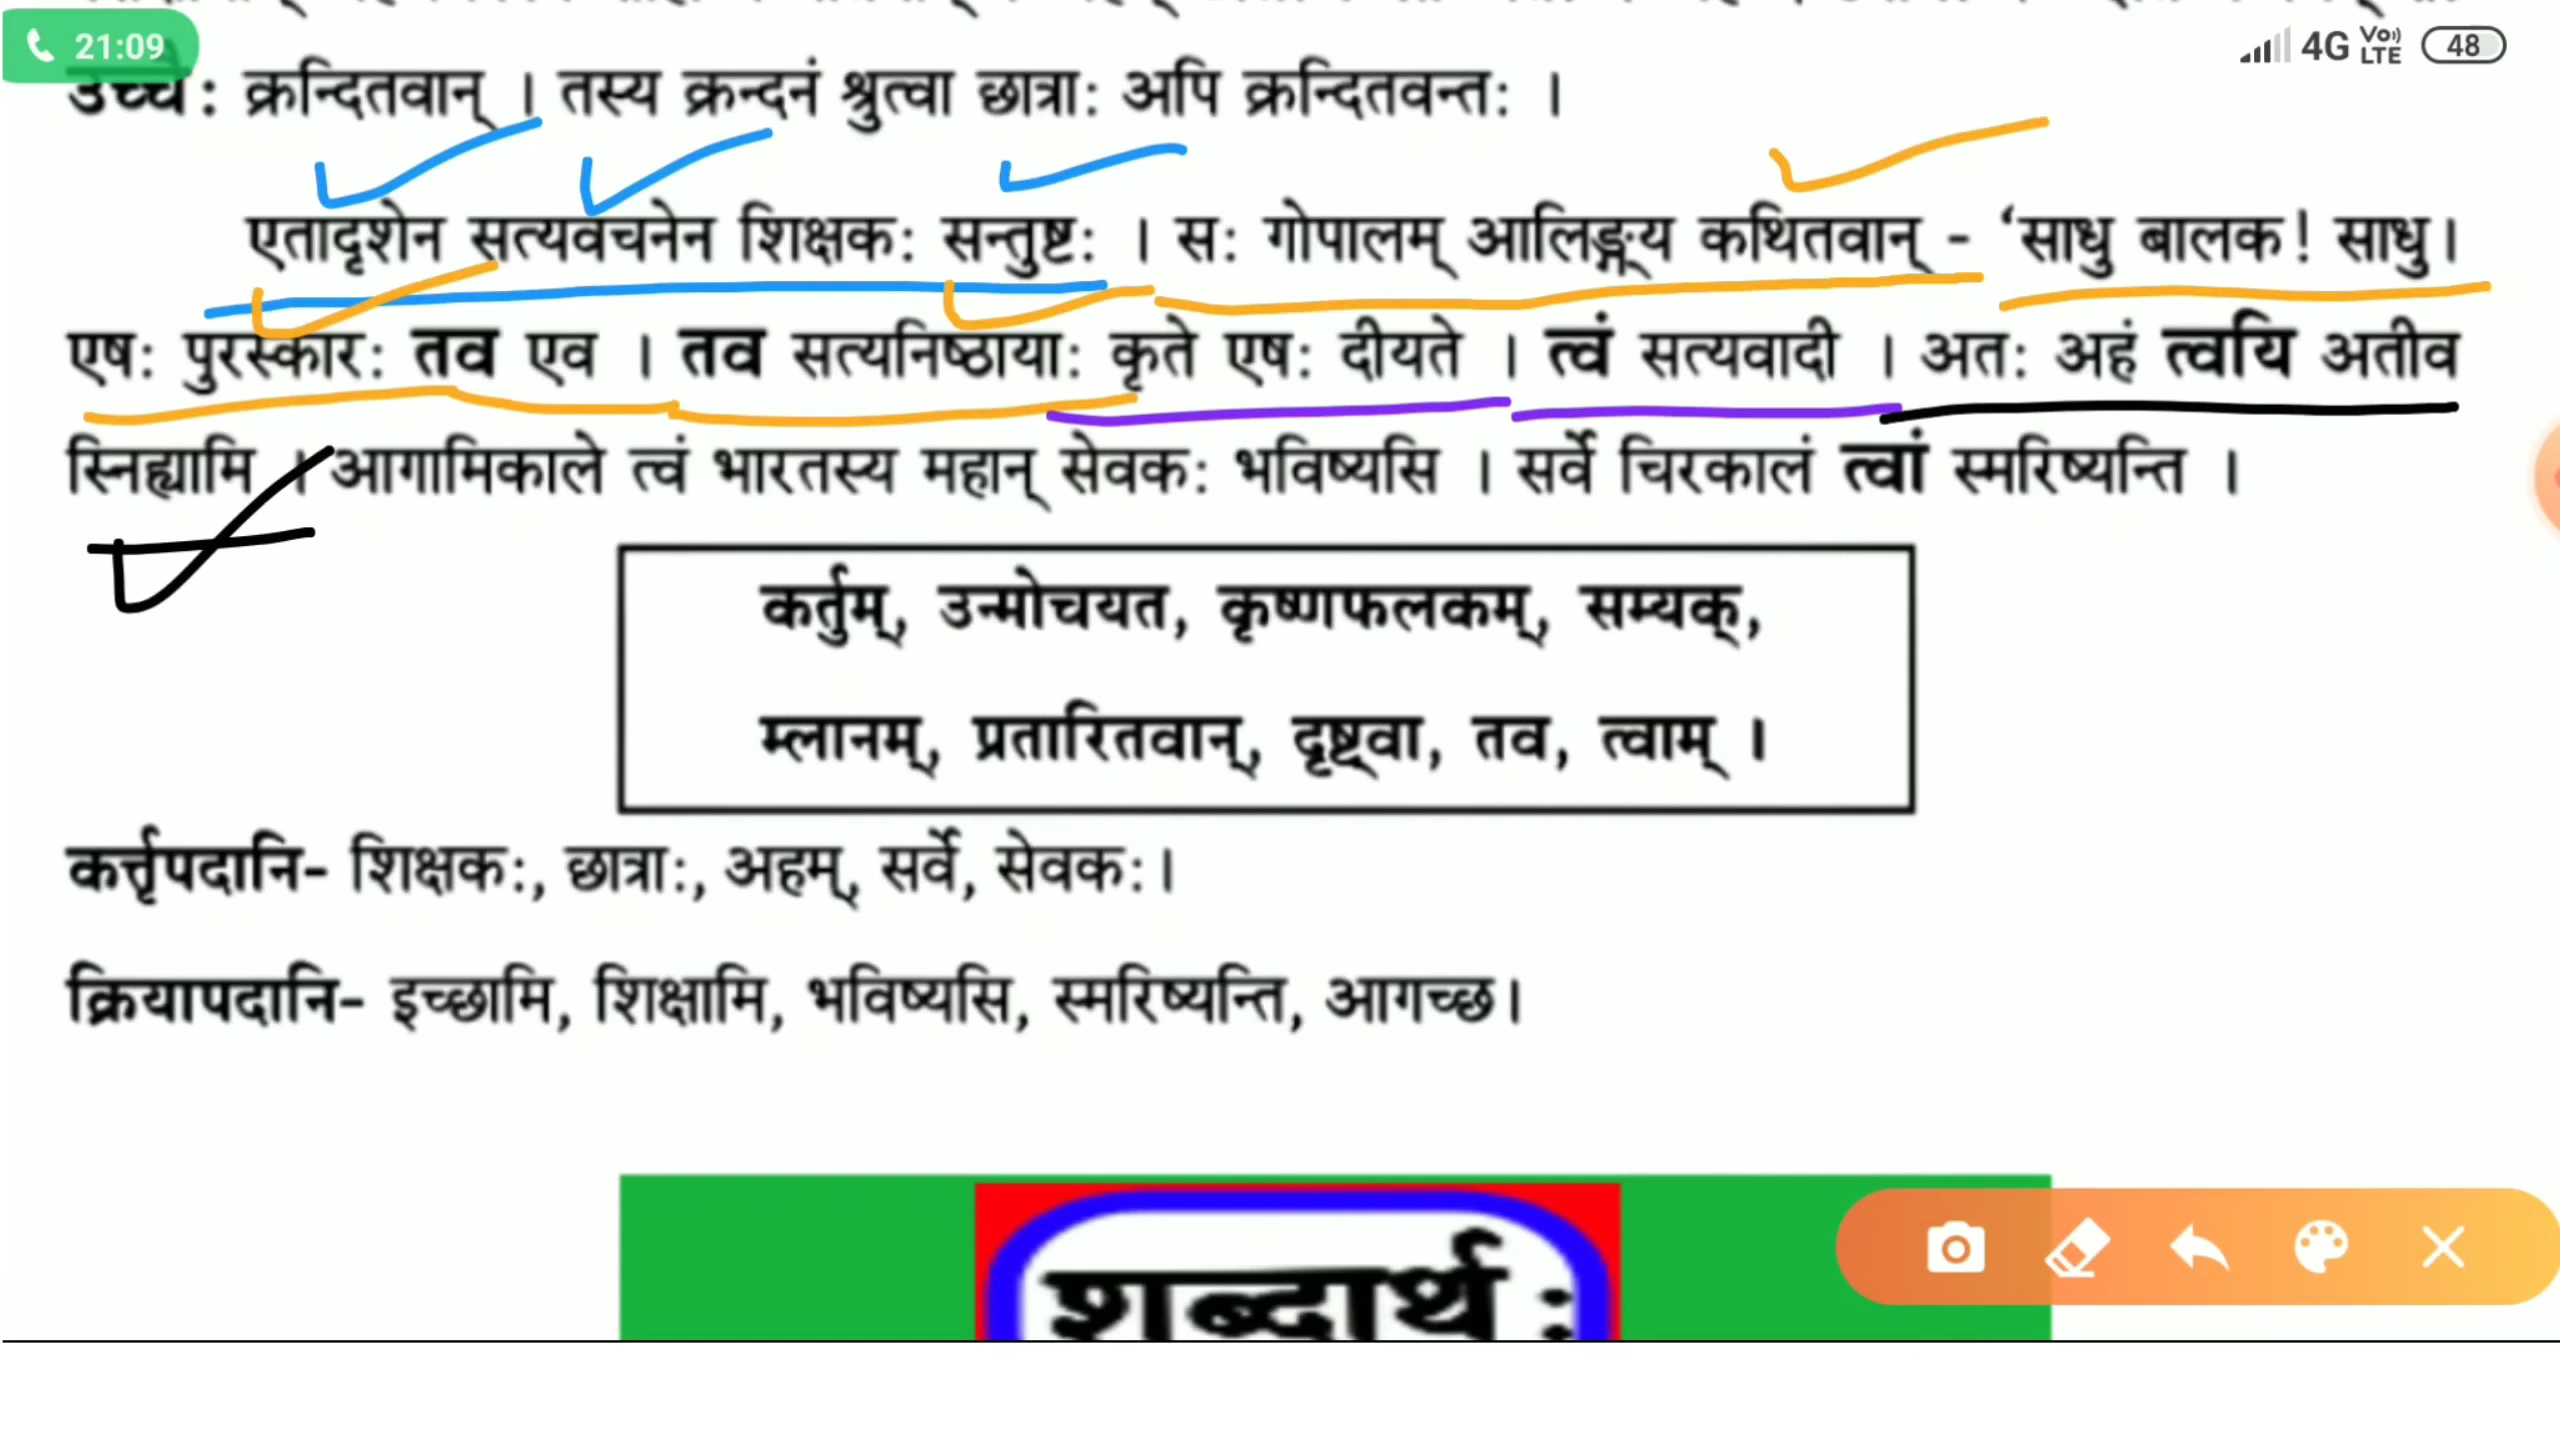 21:09
4G VoLTE 48
उच्चैः क्रन्दितवान् । तस्य क्रन्दनं श्रुत्वा छात्राः अपि क्रन्दितवन्तः ।
एतादृशेन सत्यवचनेन शिक्षकः सन्तुष्टः । सः गोपालम् आलिङ्ग्य कथितवान् - ‘साधु बालक! साधु।
एषः पुरस्कारः तव एव । तव सत्यनिष्ठायाः कृते एषः दीयते । त्वं सत्यवादी । अतः अहं त्वयि अतीव
स्निह्यामि । आगामिकाले त्वं भारतस्य महान् सेवकः भविष्यसि । सर्वे चिरकालं त्वां स्मरिष्यन्ति ।
कर्तुम्, उन्मोचयत, कृष्णफलकम्, सम्यक्,
म्लानम्, प्रतारितवान्, दृष्ट्वा, तव, त्वाम् ।
कर्त्तृपदानि- शिक्षकः, छात्राः, अहम्, सर्वे, सेवकः।
क्रियापदानि- इच्छामि, शिक्षामि, भविष्यसि, स्मरिष्यन्ति, आगच्छ।
शब्दार्थ :